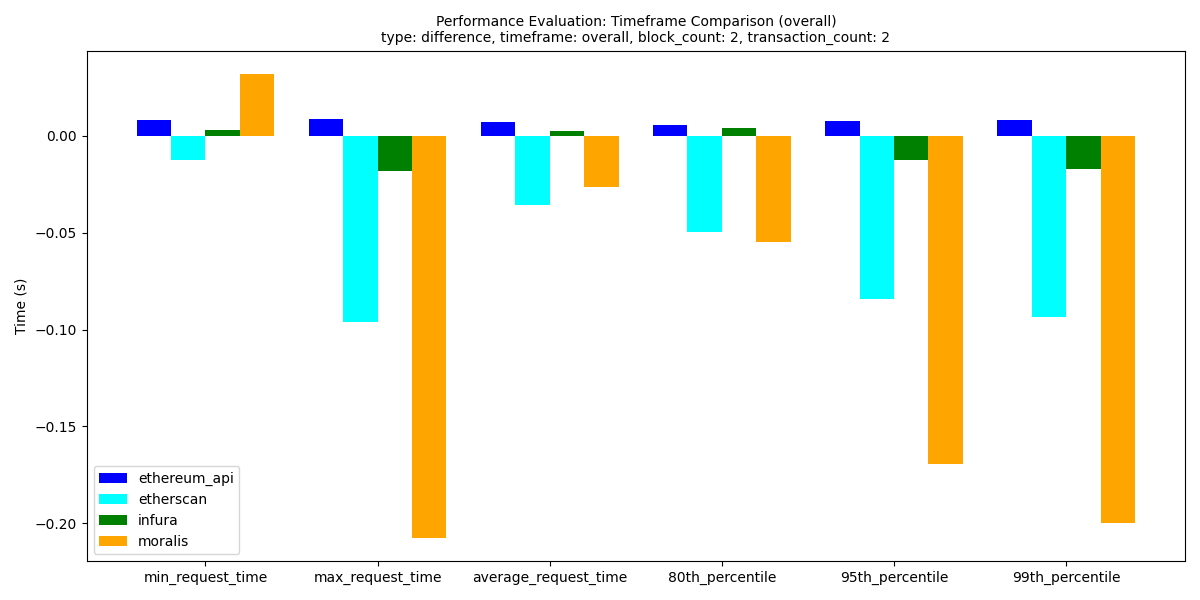 Performance Evaluation: Timeframe Comparison (overall)
type: difference, timeframe: overall, block_count: 2, transaction_count: 2
Time (s)
0.00
−0.05
−0.10
−0.15
−0.20
ethereum_api
etherscan
infura
moralis
min_request_time
max_request_time
average_request_time
80th_percentile
95th_percentile
99th_percentile